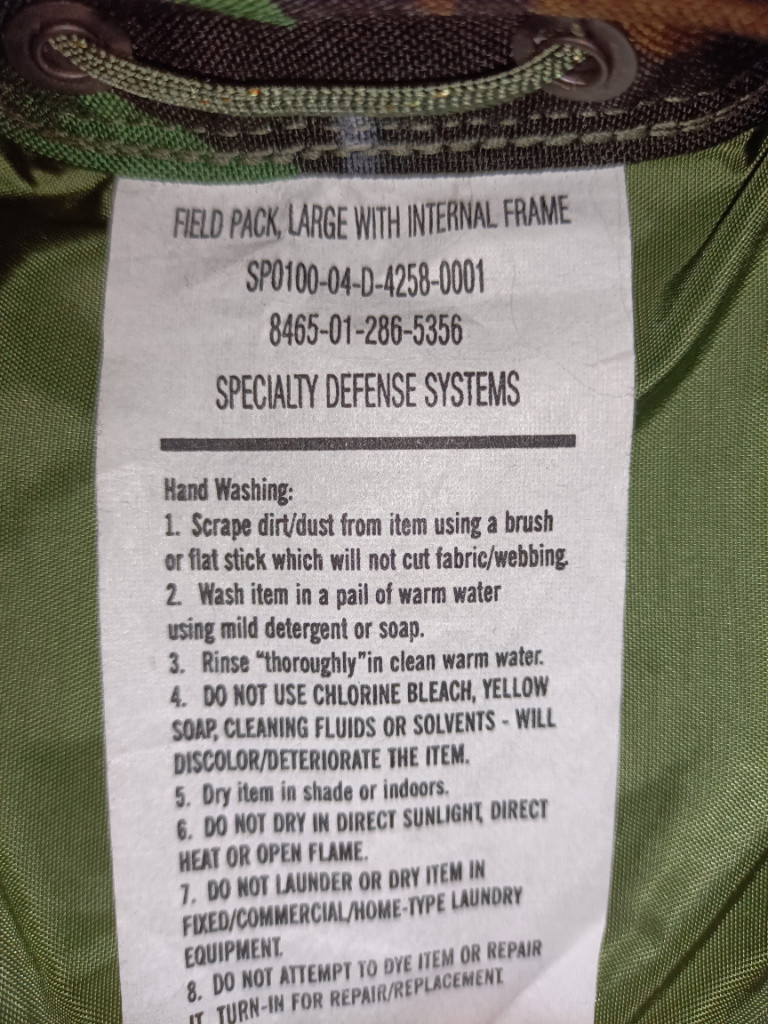 FIELD PACK, LARGE WITH INTERNAL FRAME
SP0100-04-D-4258-0001
8465-01-286-5356
SPECIALTY DEFENSE SYSTEMS
Hand Washing:
1. Scrape dirt/dust from item using a brush
or flat stick which will not cut fabric/webbing.
2. Wash item in a pail of warm water
using mild detergent or soap.
3. Rinse "thoroughly"in clean warm water.
4. DO NOT USE CHLORINE BLEACH, YELLOW
SOAP, CLEANING FLUIDS OR SOLVENTS - WILL
DISCOLOR/DETERIORATE THE ITEM.
5. Dry item in shade or indoors.
6. DO NOT DRY IN DIRECT SUNLIGHT, DIRECT
HEAT OR OPEN FLAME.
7. DO NOT LAUNDER OR DRY ITEM IN
FIXED/COMMERCIAL/HOME-TYPE LAUNDRY
EQUIPMENT.
8. DO NOT ATTEMPT TO DYE ITEM OR REPAIR
IT. TURN-IN FOR REPAIR/REPLACEMENT.